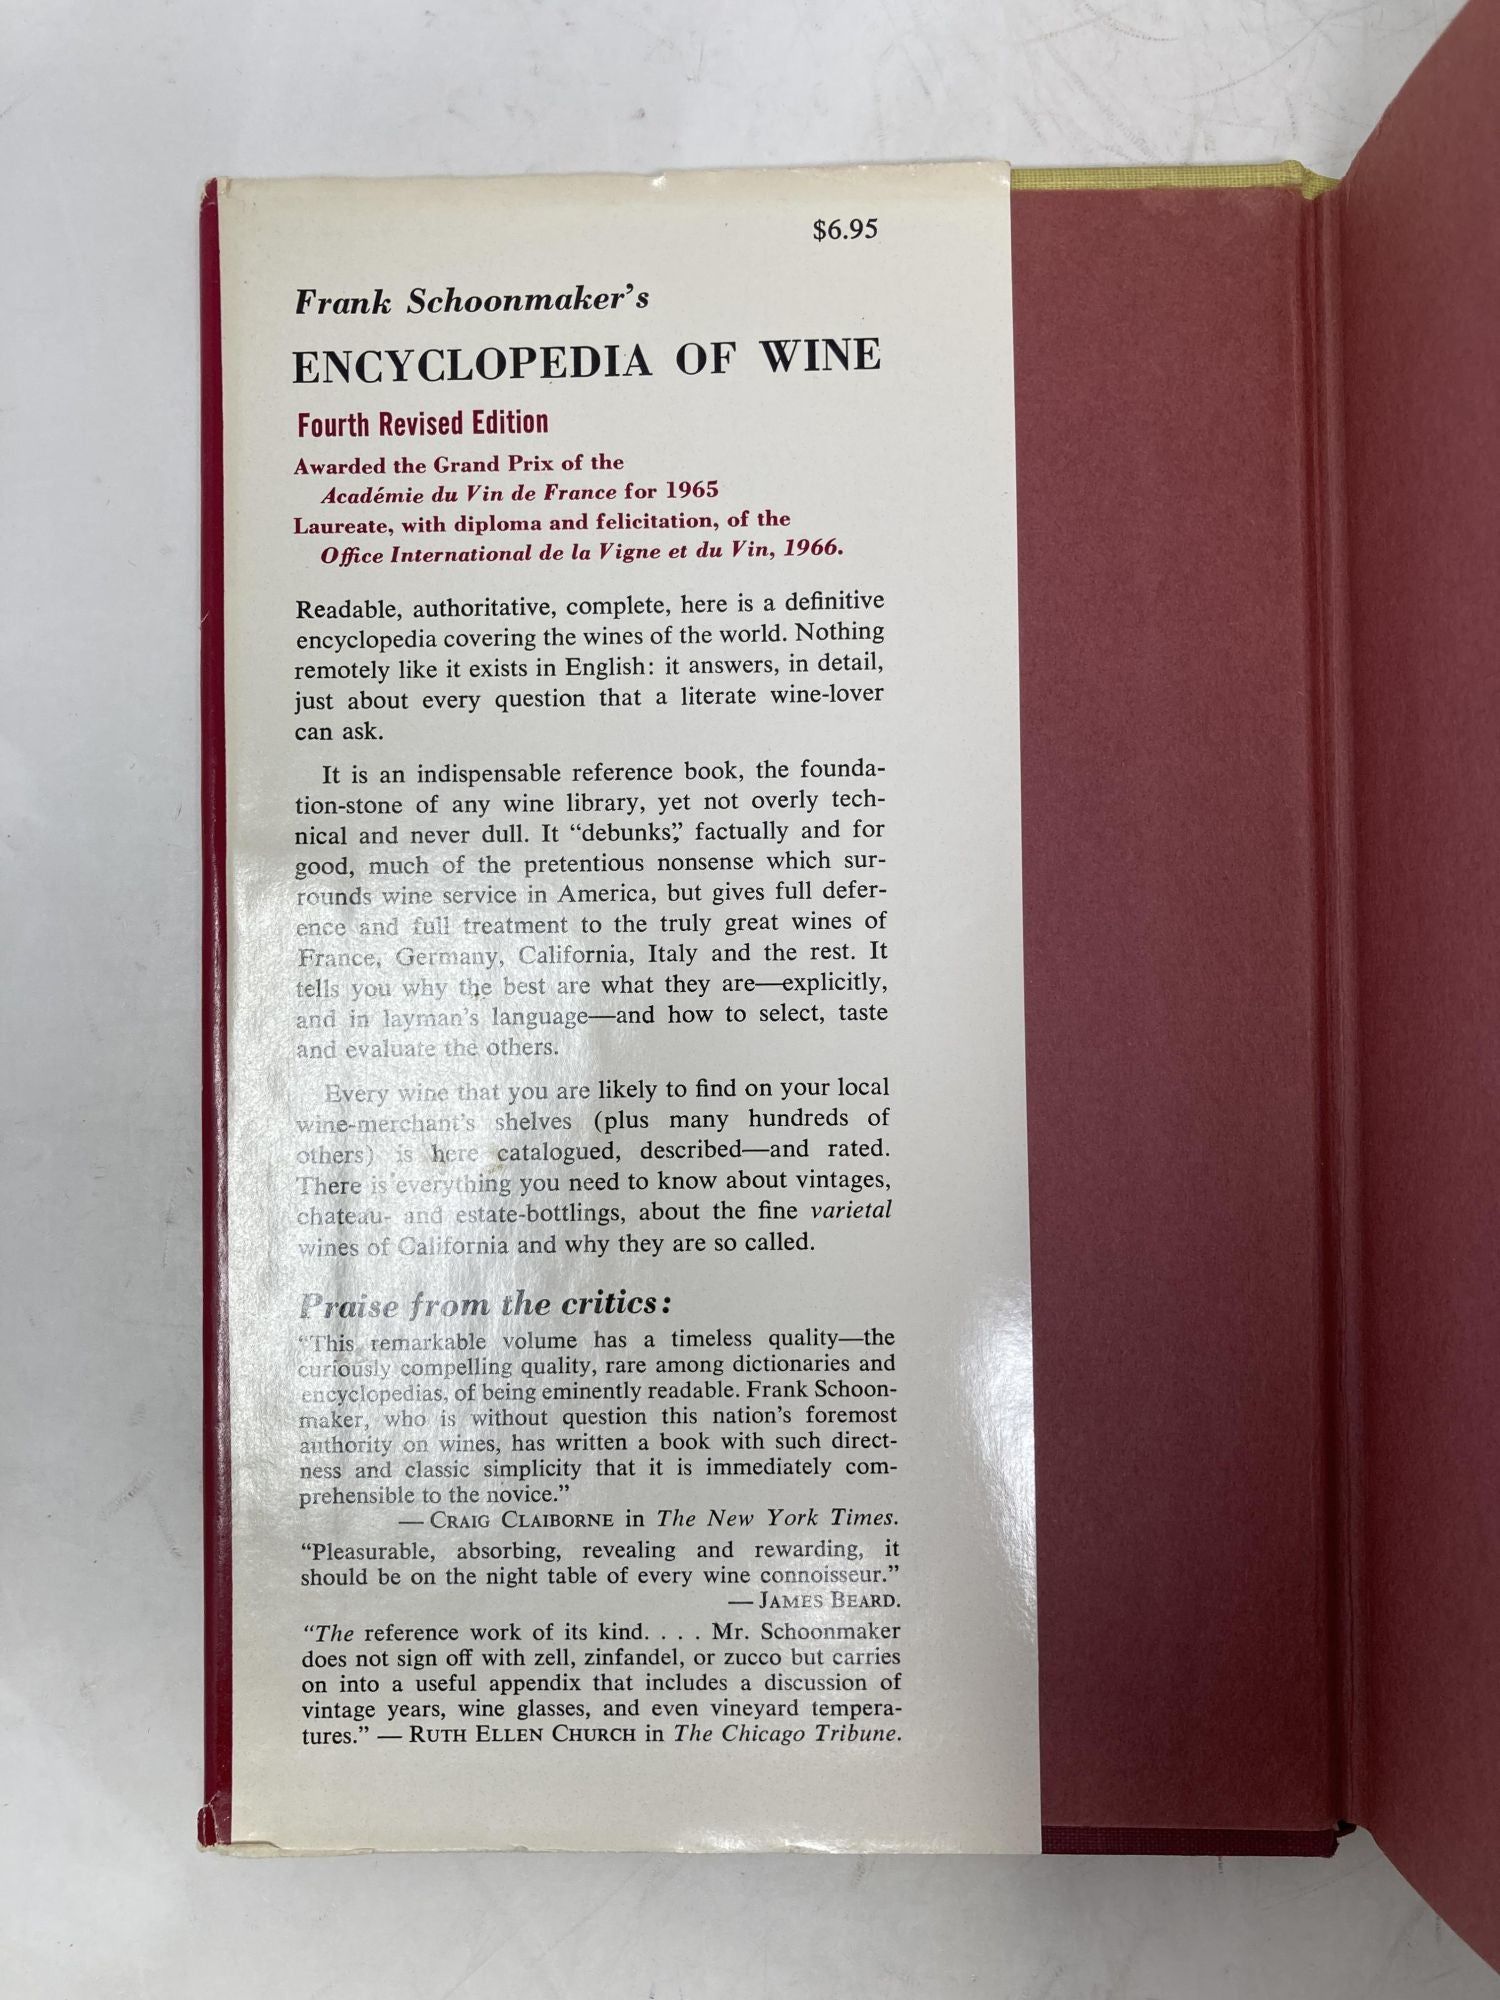 $6.95
Frank Schoonmaker's
ENCYCLOPEDIA OF WINE
Fourth Revised Edition
Awarded the Grand Prix of the
Académie du Vin de France for 1965
Laureate, with diploma and felicitation, of the
Office International de la Vigne et du Vin, 1966.
Readable, authoritative, complete, here is a definitive
encyclopedia covering the wines of the world. Nothing
remotely like it exists in English: it answers, in detail,
just about every question that a literate wine-lover
can ask.
It is an indispensable reference book, the founda-
tion-stone of any wine library, yet not overly tech-
nical and never dull. It “debunks,” factually and for
good, much of the pretentious nonsense which sur-
rounds wine service in America, but gives full defer-
ence and full treatment to the truly great wines of
France, Germany, California, Italy and the rest. It
tells you why the best are what they are—explicitly,
and in layman's language—and how to select, taste
and evaluate the others.
Every wine that you are likely to find on your local
wine-merchant's shelves (plus many hundreds of
others) is here catalogued, described—and rated.
There is everything you need to know about vintages,
chateau- and estate-bottlings, about the fine varietal
wines of California and why they are so called.
Praise from the critics:
“This remarkable volume has a timeless quality—the
curiously compelling quality, rare among dictionaries and
encyclopedias, of being eminently readable. Frank Schoon-
maker, who is without question this nation's foremost
authority on wines, has written a book with such direct-
ness and classic simplicity that it is immediately com-
prehensible to the novice.”
— CRAIG CLAIBORNE in The New York Times.
“Pleasurable, absorbing, revealing and rewarding, it
should be on the night table of every wine connoisseur.”
— JAMES BEARD.
“The reference work of its kind. . . . Mr. Schoonmaker
does not sign off with zell, zinfandel, or zucco but carries
on into a useful appendix that includes a discussion of
vintage years, wine glasses, and even vineyard tempera-
tures.” — RUTH ELLEN CHURCH in The Chicago Tribune.